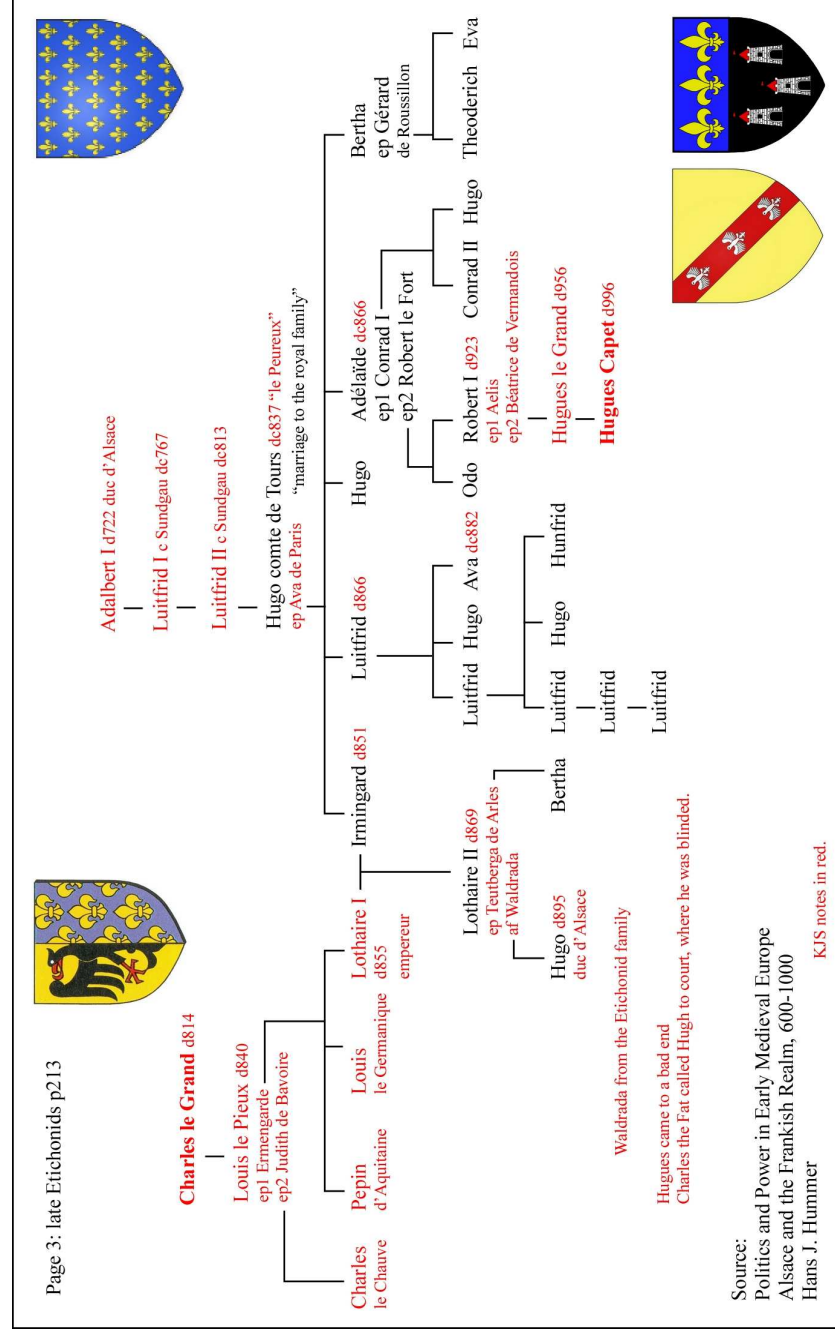 Page 3: late Etichonids p213
Charles le Grand d814
Louis le Pieux d840
ep1 Ermengarde
ep2 Judith de Bavoire
Charles
le Chauve
Pepin
d'Aquitaine
Louis
le Germanique
Lothaire I
d855
empereur
Adalbert I d722 duc d'Alsace
Luitfrid I c Sundgau dc767
Luitfrid II c Sundgau dc813
Hugo comte de Tours dc837 "le Peureux"
ep Ava de Paris
"marriage to the royal family"
Irmingard d851
Luitfrid d866
Hugo
Adélaïde dc866
ep1 Conrad I
ep2 Robert le Fort
Bertha
ep Gérard
de Roussillon
Lothaire II d869
ep Teutberga de Arles
af Waldrada
Luitfrid
Hugo
Ava dc882
Odo
Robert I d923
ep1 Aelis
ep2 Béatrice de Vermandois
Conrad II
Hugo
Theoderich
Eva
Hugo d895
duc d'Alsace
Bertha
Luitfrid
Hugo
Hunfrid
Luitfrid
Luitfrid
Hugues le Grand d956
Hugues Capet d996
Waldrada from the Etichonid family
Hugues came to a bad end
Charles the Fat called Hugh to court, where he was blinded.
Source:
Politics and Power in Early Medieval Europe
Alsace and the Frankish Realm, 600-1000
Hans J. Hummer
KJS notes in red.